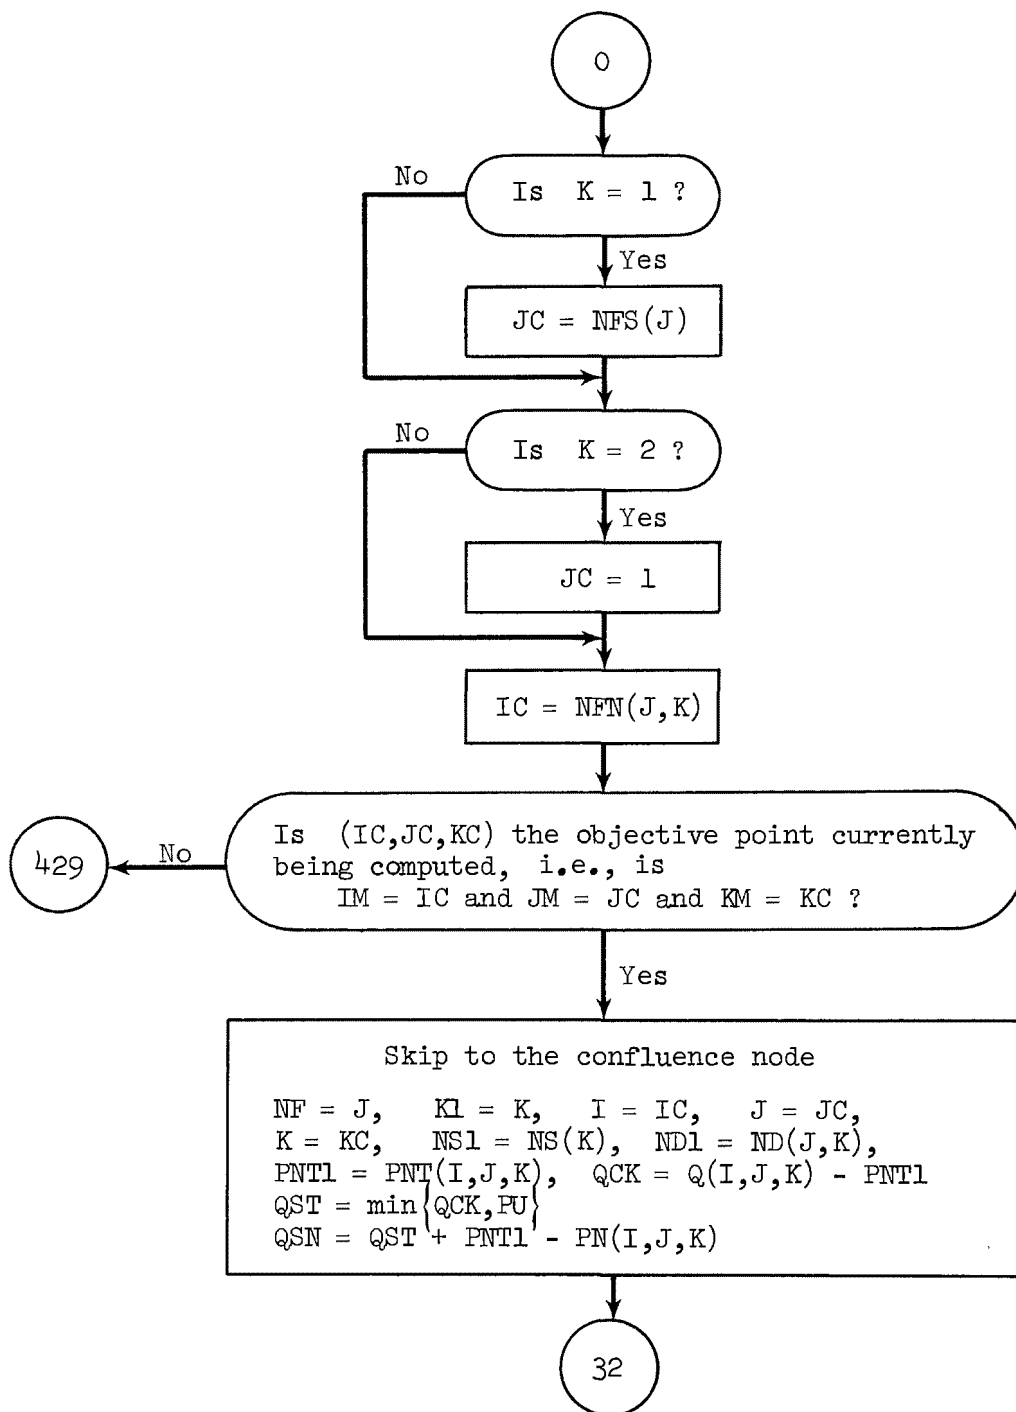 0
Is K = 1 ?
No
Yes
JC = NFS(J)
Is K = 2 ?
No
Yes
JC = 1
IC = NFN(J,K)
Is (IC,JC,KC) the objective point currently
being computed, i.e., is
IM = IC and JM = JC and KM = KC ?
No
429
Yes
Skip to the confluence node
NF = J, K1 = K, I = IC, J = JC,
K = KC, NS1 = NS(K), ND1 = ND(J,K),
PNT1 = PNT(I,J,K), QCK = Q(I,J,K) - PNT1
QST = min{QCK,PU}
QSN = QST + PNT1 - PN(I,J,K)
32